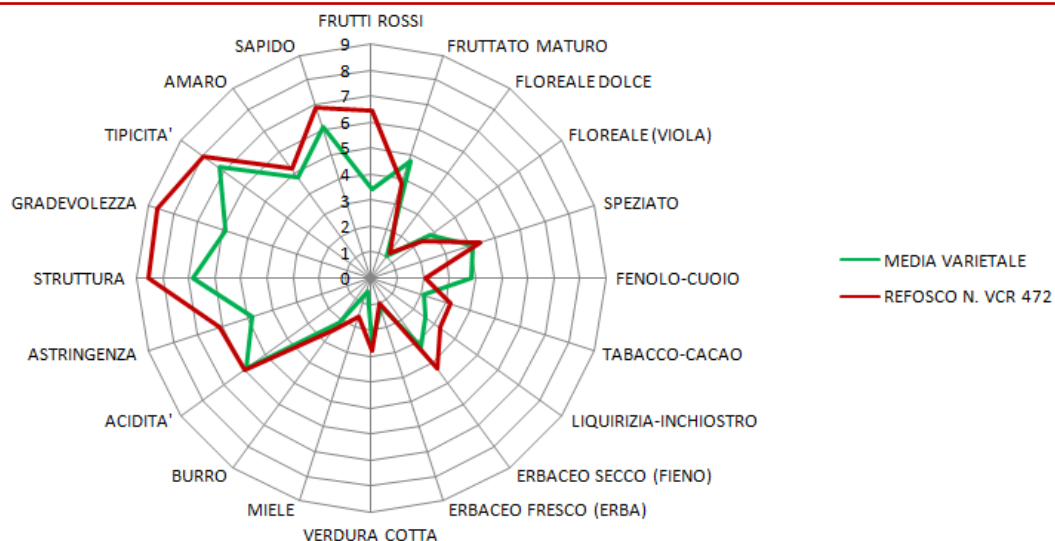 FRUTTI ROSSI
SAPIDO
FRUTTATO MATURO
AMARO
FLOREALE DOLCE
TIPICITA'
FLOREALE (VIOLA)
GRADEVOLEZZA
SPEZIATO
STRUTTURA
FENOLO-CUOIO
ASTRINGENZA
TABACCO-CACAO
ACIDITA'
LIQUIRIZIA-INCHIOSTRO
BURRO
ERBACEO SECCO (FIENO)
MIELE
ERBACEO FRESCO (ERBA)
VERDURA COTTA
9
8
7
6
5
4
3
2
1
0
MEDIA VARIETALE
REFOSCO N. VCR 472